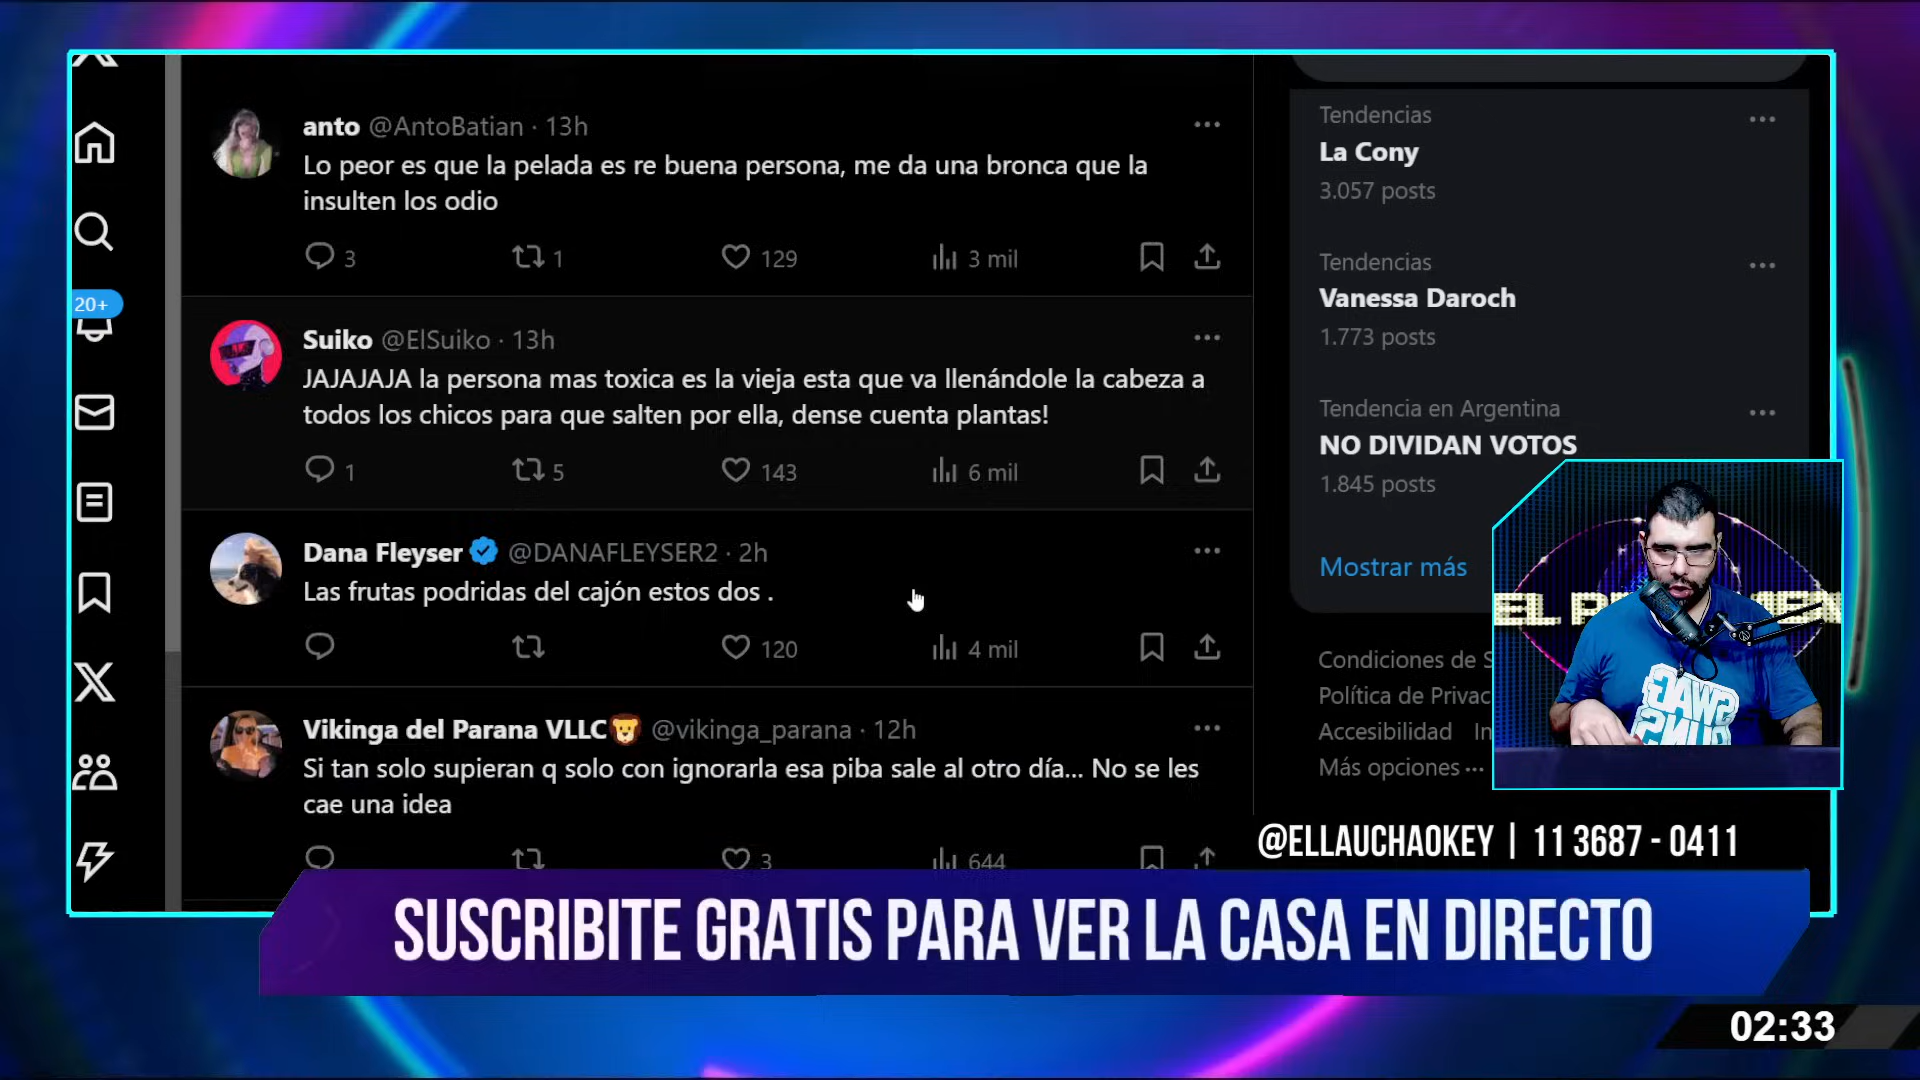 anto @AntoBatian · 13h
Lo peor es que la pelada es re buena persona, me da una bronca que la
insulten los odio
3 1 129 3 mil
20+
Suiko @ElSuiko · 13h
JAJAJAJA la persona mas toxica es la vieja esta que va llenándole la cabeza a
todos los chicos para que salten por ella, dense cuenta plantas!
1 5 143 6 mil
Dana Fleyser @DANAFLEYSER2 · 2h
Las frutas podridas del cajón estos dos .
120 4 mil
Vikinga del Parana VLLC🦁 @vikinga_parana · 12h
Si tan solo supieran q solo con ignorarla esa piba sale al otro día... No se les
cae una idea
3 644
Tendencias
La Cony
3.057 posts
Tendencias
Vanessa Daroch
1.773 posts
Tendencia en Argentina
NO DIVIDAN VOTOS
1.845 posts
Mostrar más
Condiciones de S
Política de Privac
Accesibilidad In
Más opciones ···
SWAG
@ELLAUCHAOKEY | 11 3687 - 0411
SUSCRIBITE GRATIS PARA VER LA CASA EN DIRECTO
02:33